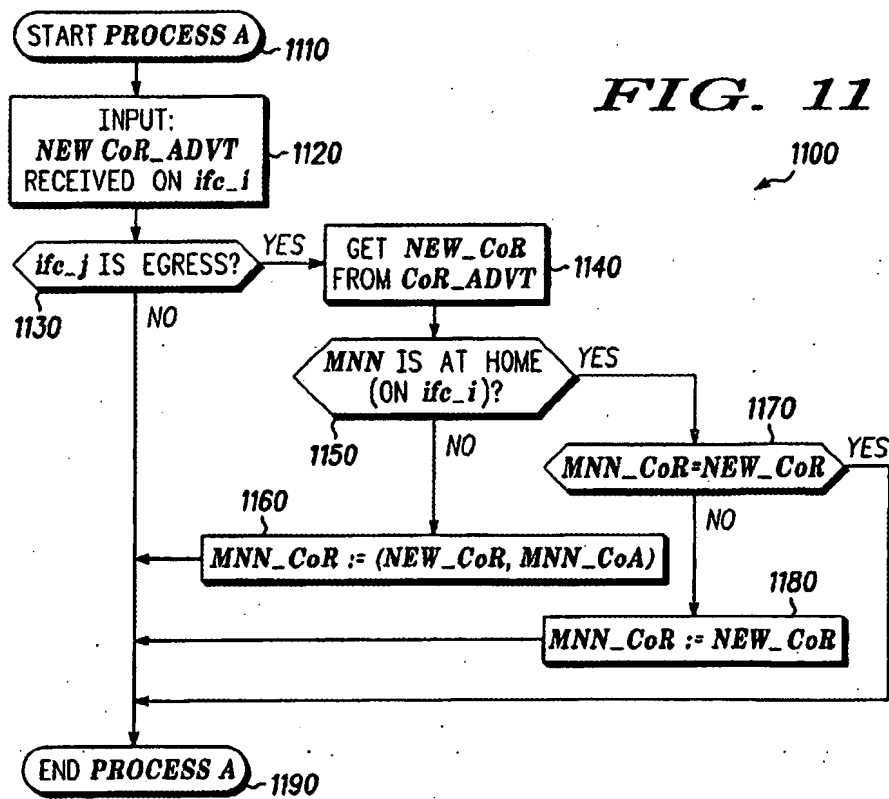 START PROCESS A
1110
FIG. 11
INPUT:
NEW CoR_ADVT
RECEIVED ON ifc_i
1120
1100
ifc_j IS EGRESS?
YES
1130
NO
GET NEW_CoR
FROM CoR_ADVT
1140
MNN IS AT HOME
(ON ifc_i)?
YES
1150
NO
1170
MNN_CoR=NEW_CoR
YES
NO
1160
MNN_CoR := (NEW_CoR, MNN_CoA)
1180
MNN_CoR := NEW_CoR
END PROCESS A
1190